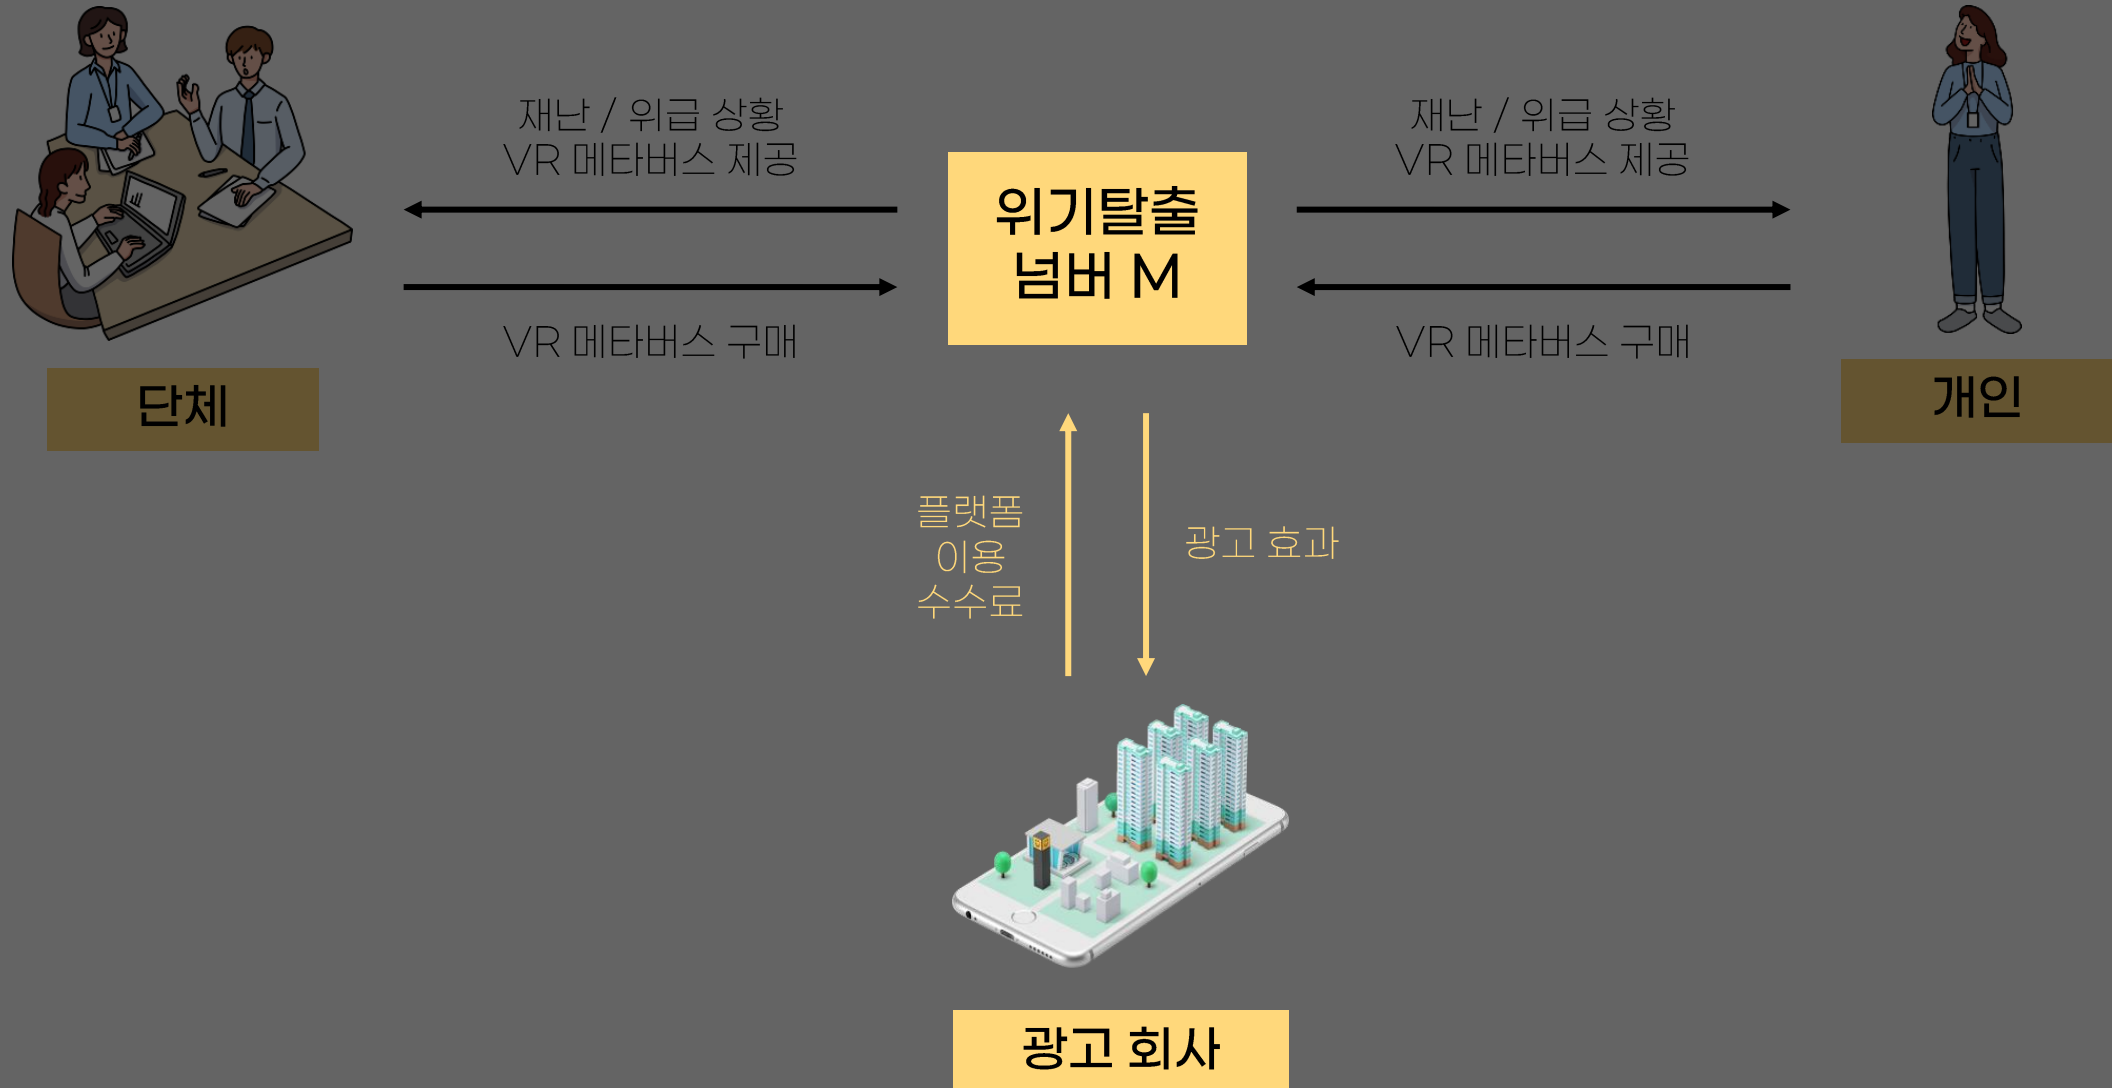 재난 / 위급 상황
VR 메타버스 제공
VR 메타버스 구매
단체
위기탈출
넘버 M
재난 / 위급 상황
VR 메타버스 제공
VR 메타버스 구매
개인
플랫폼
이용
수수료
광고 효과
광고 회사